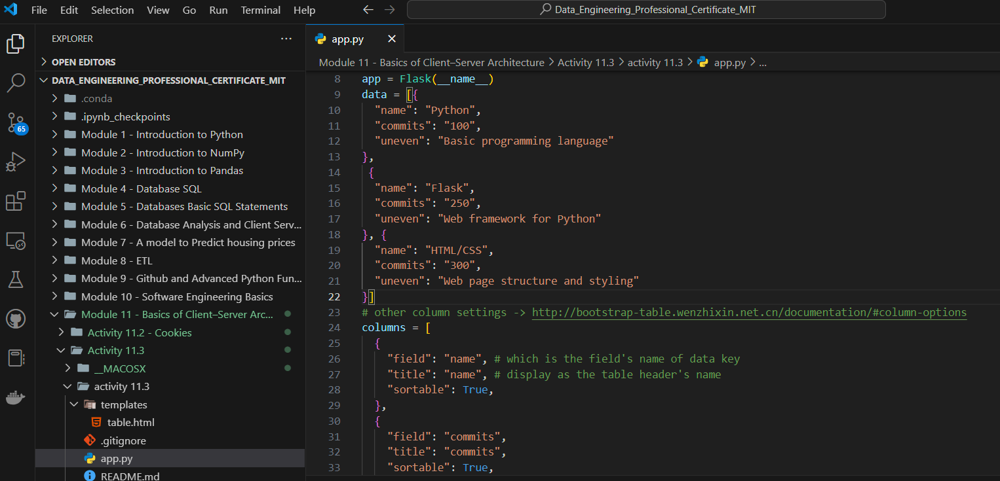 File Edit Selection View Go Run Terminal Help
Data_Engineering_Professional_Certificate_MIT
EXPLORER
OPEN EDITORS
DATA_ENGINEERING_PROFESSIONAL_CERTIFICATE_MIT
.conda
.ipynb_checkpoints
Module 1 - Introduction to Python
Module 2 - Introduction to NumPy
Module 3 - Introduction to Pandas
Module 4 - Database SQL
Module 5 - Databases Basic SQL Statements
Module 6 - Database Analysis and Client Serv...
Module 7 - A model to Predict housing prices
Module 8 - ETL
Module 9 - Github and Advanced Python Fun...
Module 10 - Software Engineering Basics
Module 11 - Basics of Client–Server Arc...
Activity 11.2 - Cookies
Activity 11.3
__MACOSX
activity 11.3
templates
table.html
.gitignore
app.py
README.md
65
app.py
Module 11 - Basics of Client–Server Architecture > Activity 11.3 > activity 11.3 > app.py > ...
8 app = Flask(__name__)
9 data = [{
10 "name": "Python",
11 "commits": "100",
12 "uneven": "Basic programming language"
13 },
14 {
15 "name": "Flask",
16 "commits": "250",
17 "uneven": "Web framework for Python"
18 }, {
19 "name": "HTML/CSS",
20 "commits": "300",
21 "uneven": "Web page structure and styling"
22 }]
23 # other column settings -> http://bootstrap-table.wenzhixin.net.cn/documentation/#column-options
24 columns = [
25 {
26 "field": "name", # which is the field's name of data key
27 "title": "name", # display as the table header's name
28 "sortable": True,
29 },
30 {
31 "field": "commits",
32 "title": "commits",
33 "sortable": True,